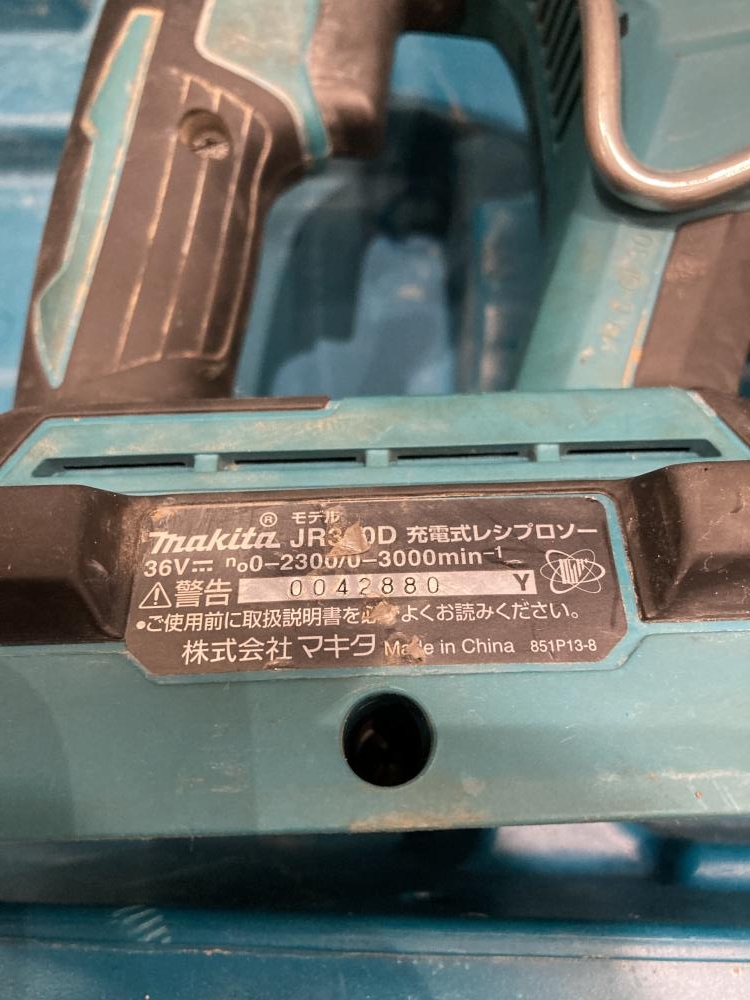 makita® モデル 充電式レシプロソー
36V⎓ n₀0-2300/0-3000min⁻¹
警告 0042880 Y
•ご使用前に取扱説明書を必ずよくお読みください。
株式会社 マキタ Made in China 851P13-8